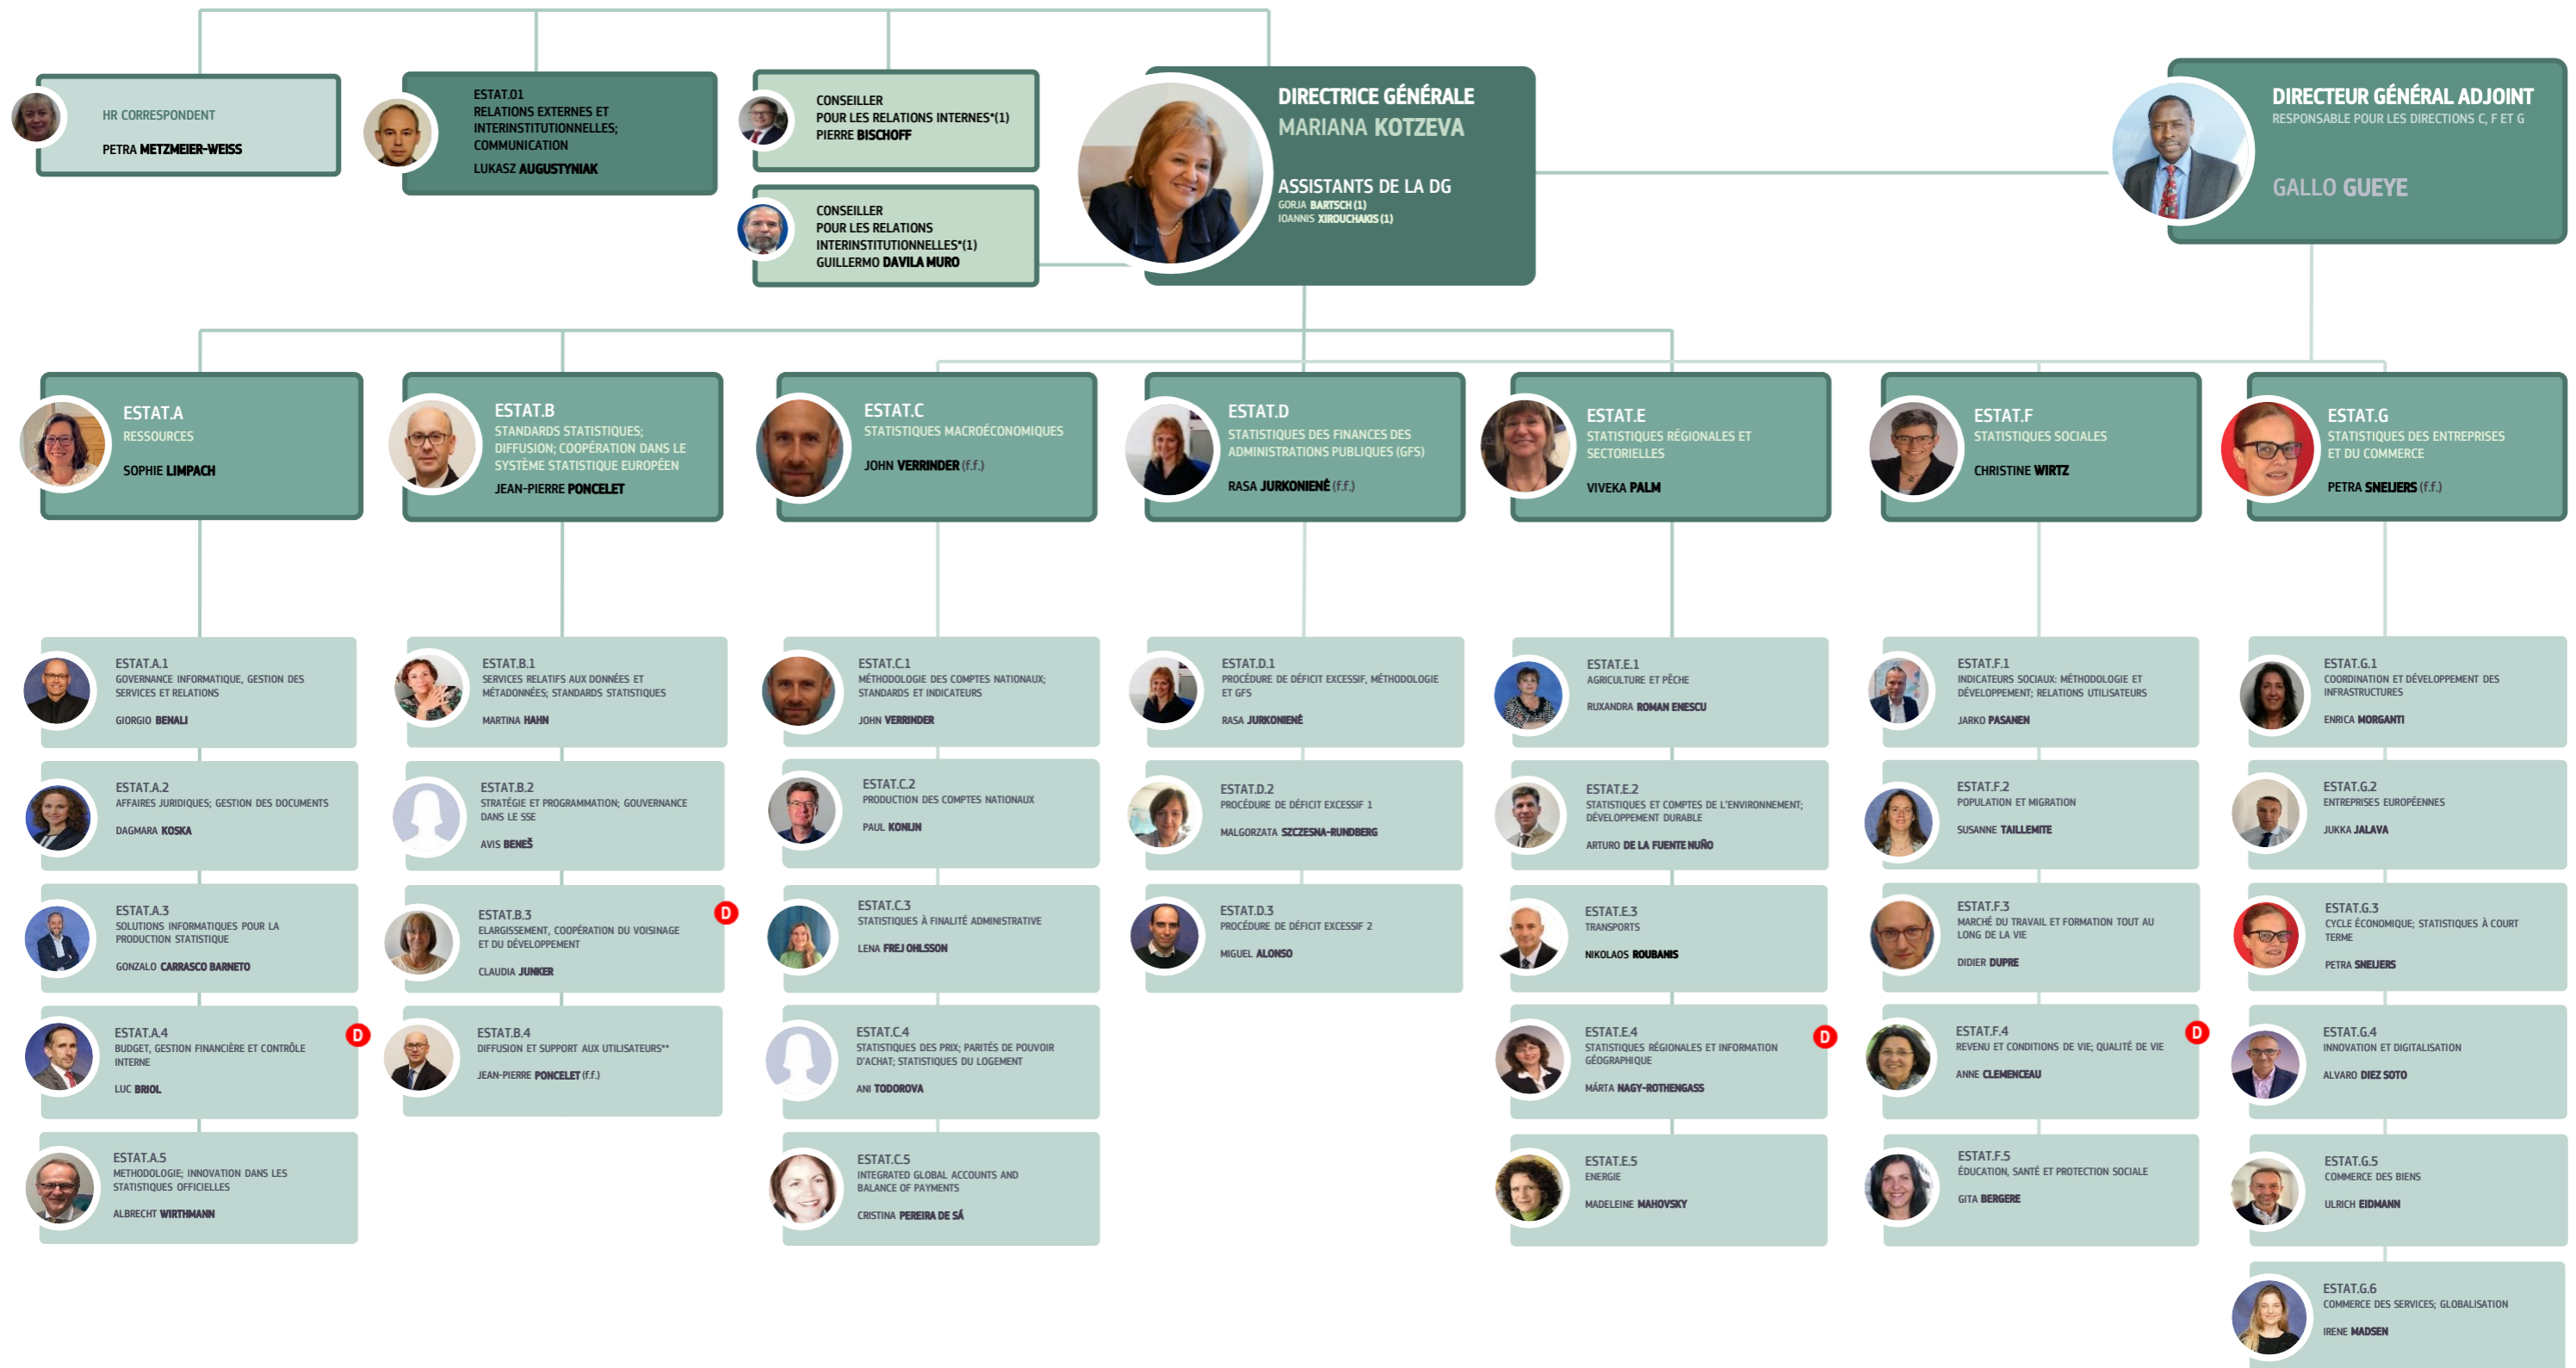 HR CORRESPONDENT
PETRA METZMEIER-WEISS
ESTAT.01
RELATIONS EXTERNES ET
INTERINSTITUTIONNELLES;
COMMUNICATION
LUKASZ AUGUSTYNIAK
CONSEILLER
POUR LES RELATIONS INTERNES*(1)
PIERRE BISCHOFF
CONSEILLER
POUR LES RELATIONS
INTERINSTITUTIONNELLES*(1)
GUILLERMO DAVILA MURO
DIRECTRICE GÉNÉRALE
MARIANA KOTZEVA
ASSISTANTS DE LA DG
GORJA BARTSCH (1)
IOANNIS XIROUCHAKIS (1)
DIRECTEUR GÉNÉRAL ADJOINT
RESPONSABLE POUR LES DIRECTIONS C, F ET G
GALLO GUEYE
ESTAT.A
RESSOURCES
SOPHIE LIMPACH
ESTAT.B
STANDARDS STATISTIQUES;
DIFFUSION; COOPÉRATION DANS LE
SYSTÈME STATISTIQUE EUROPÉEN
JEAN-PIERRE PONCELET
ESTAT.C
STATISTIQUES MACROÉCONOMIQUES
JOHN VERRINDER (f.f.)
ESTAT.D
STATISTIQUES DES FINANCES DES
ADMINISTRATIONS PUBLIQUES (GFS)
RASA JURKONIENĖ (f.f.)
ESTAT.E
STATISTIQUES RÉGIONALES ET
SECTORIELLES
VIVEKA PALM
ESTAT.F
STATISTIQUES SOCIALES
CHRISTINE WIRTZ
ESTAT.G
STATISTIQUES DES ENTREPRISES
ET DU COMMERCE
PETRA SNEIJERS (f.f.)
ESTAT.A.1
GOVERNANCE INFORMATIQUE, GESTION DES
SERVICES ET RELATIONS
GIORGIO BENALI
ESTAT.A.2
AFFAIRES JURIDIQUES; GESTION DES DOCUMENTS
DAGMARA KOSKA
ESTAT.A.3
SOLUTIONS INFORMATIQUES POUR LA
PRODUCTION STATISTIQUE
GONZALO CARRASCO BARNETO
ESTAT.A.4
BUDGET, GESTION FINANCIÈRE ET CONTRÔLE
INTERNE
LUC BRIOL
D
ESTAT.A.5
METHODOLOGIE; INNOVATION DANS LES
STATISTIQUES OFFICIELLES
ALBRECHT WIRTHMANN
ESTAT.B.1
SERVICES RELATIFS AUX DONNÉES ET
MÉTADONNÉES; STANDARDS STATISTIQUES
MARTINA HAHN
ESTAT.B.2
STRATÉGIE ET PROGRAMMATION; GOUVERNANCE
DANS LE SSE
AVIS BENEŠ
ESTAT.B.3
ELARGISSEMENT, COOPÉRATION DU VOISINAGE
ET DU DÉVELOPPEMENT
CLAUDIA JUNKER
D
ESTAT.B.4
DIFFUSION ET SUPPORT AUX UTILISATEURS**
JEAN-PIERRE PONCELET (f.f.)
ESTAT.C.1
MÉTHODOLOGIE DES COMPTES NATIONAUX;
STANDARDS ET INDICATEURS
JOHN VERRINDER
ESTAT.C.2
PRODUCTION DES COMPTES NATIONAUX
PAUL KONIJN
ESTAT.C.3
STATISTIQUES À FINALITÉ ADMINISTRATIVE
LENA FREJ OHLSSON
ESTAT.C.4
STATISTIQUES DES PRIX; PARITÉS DE POUVOIR
D'ACHAT; STATISTIQUES DU LOGEMENT
ANI TODOROVA
ESTAT.C.5
INTEGRATED GLOBAL ACCOUNTS AND
BALANCE OF PAYMENTS
CRISTINA PEREIRA DE SÁ
ESTAT.D.1
PROCÉDURE DE DÉFICIT EXCESSIF, MÉTHODOLOGIE
ET GFS
RASA JURKONIENĖ
ESTAT.D.2
PROCÉDURE DE DÉFICIT EXCESSIF 1
MALGORZATA SZCZESNA-RUNDBERG
ESTAT.D.3
PROCÉDURE DE DÉFICIT EXCESSIF 2
MIGUEL ALONSO
ESTAT.E.1
AGRICULTURE ET PÊCHE
RUXANDRA ROMAN ENESCU
ESTAT.E.2
STATISTIQUES ET COMPTES DE L'ENVIRONNEMENT;
DÉVELOPPEMENT DURABLE
ARTURO DE LA FUENTE NUÑO
ESTAT.E.3
TRANSPORTS
NIKOLAOS ROUBANIS
ESTAT.E.4
STATISTIQUES RÉGIONALES ET INFORMATION
GÉOGRAPHIQUE
MÁRTA NAGY-ROTHENGASS
D
ESTAT.E.5
ENERGIE
MADELEINE MAHOVSKY
ESTAT.F.1
INDICATEURS SOCIAUX: MÉTHODOLOGIE ET
DÉVELOPPEMENT; RELATIONS UTILISATEURS
JARKO PASANEN
ESTAT.F.2
POPULATION ET MIGRATION
SUSANNE TAILLEMITE
ESTAT.F.3
MARCHÉ DU TRAVAIL ET FORMATION TOUT AU
LONG DE LA VIE
DIDIER DUPRE
ESTAT.F.4
REVENU ET CONDITIONS DE VIE; QUALITÉ DE VIE
ANNE CLEMENCEAU
D
ESTAT.F.5
ÉDUCATION, SANTÉ ET PROTECTION SOCIALE
GITA BERGERE
ESTAT.G.1
COORDINATION ET DÉVELOPPEMENT DES
INFRASTRUCTURES
ENRICA MORGANTI
ESTAT.G.2
ENTREPRISES EUROPÉENNES
JUKKA JALAVA
ESTAT.G.3
CYCLE ÉCONOMIQUE; STATISTIQUES À COURT
TERME
PETRA SNEIJERS
ESTAT.G.4
INNOVATION ET DIGITALISATION
ALVARO DIEZ SOTO
ESTAT.G.5
COMMERCE DES BIENS
ULRICH EIDMANN
ESTAT.G.6
COMMERCE DES SERVICES; GLOBALISATION
IRENE MADSEN